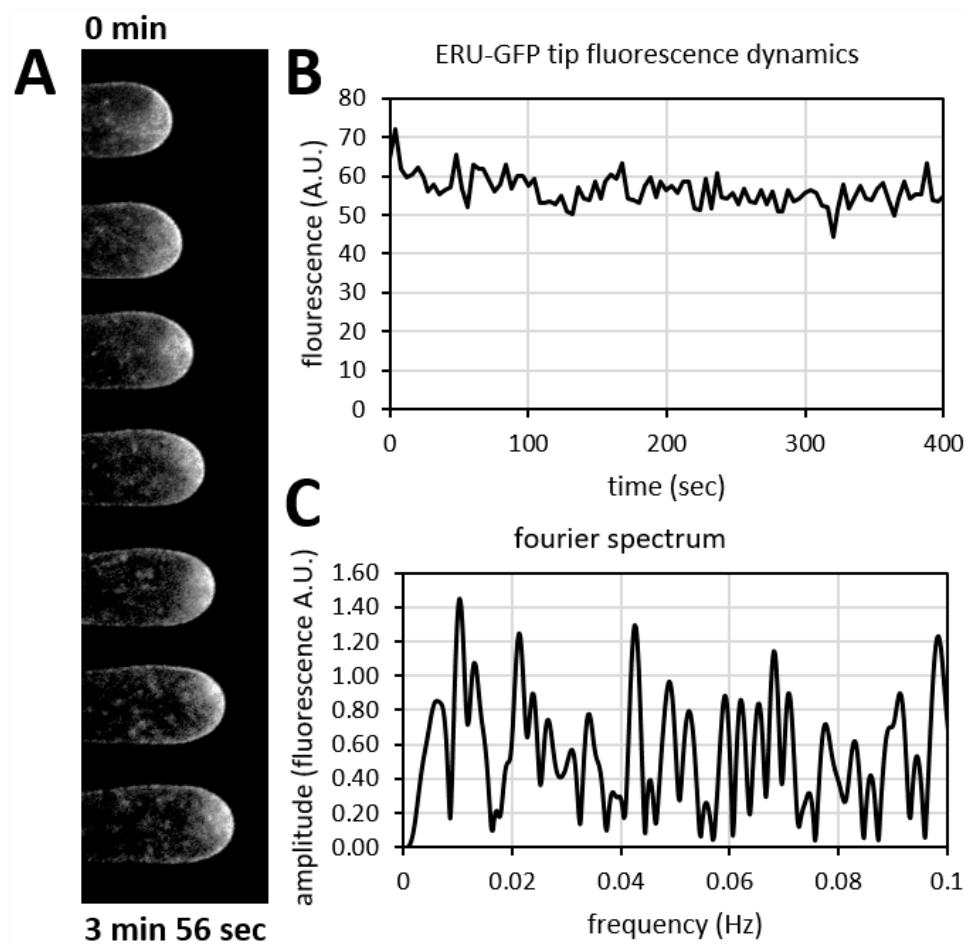 0 min
A
3 min 56 sec
B
ERU-GFP tip fluorescence dynamics
flourescence (A.U.)
80
70
60
50
40
30
20
10
0
0 100 200 300 400
time (sec)
C
fourier spectrum
amplitude (fluorescence A.U.)
1.60
1.40
1.20
1.00
0.80
0.60
0.40
0.20
0.00
0 0.02 0.04 0.06 0.08 0.1
frequency (Hz)